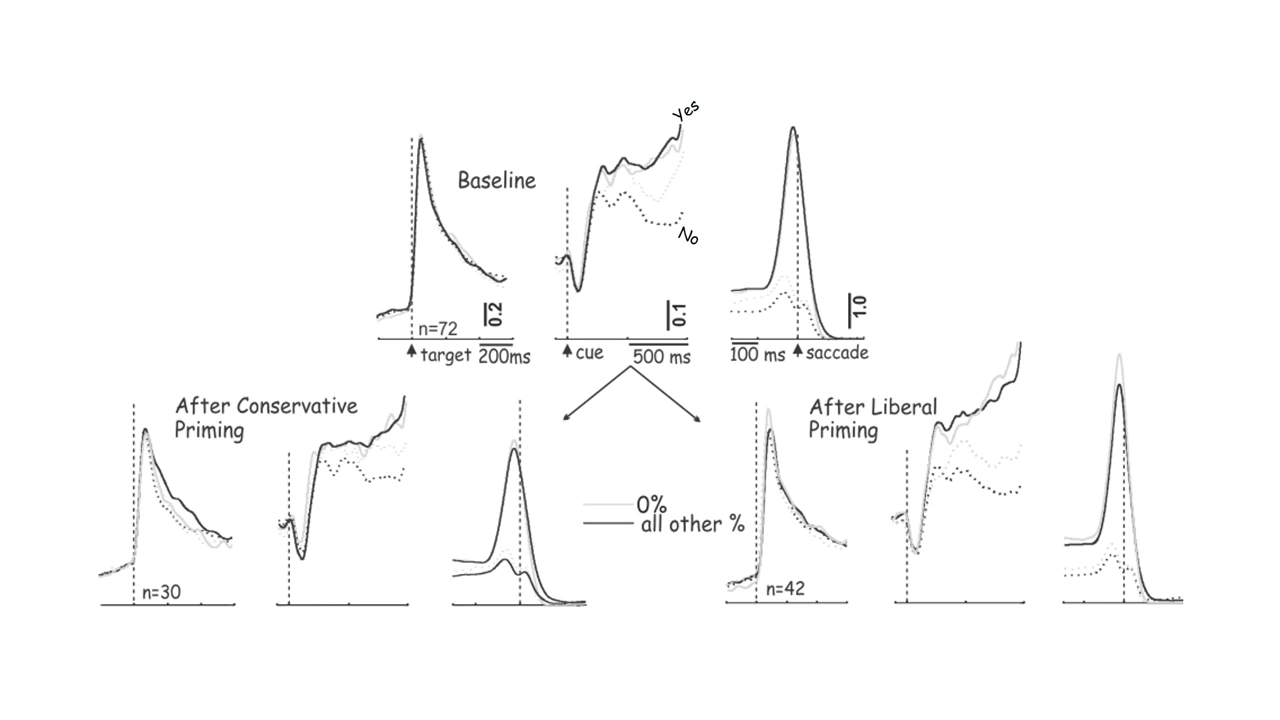 Yes
Baseline
No
0.2
0.1
1.0
n=72
target 200ms
cue
500 ms
100 ms
saccade
After Conservative
Priming
After Liberal
Priming
0%
all other %
n=30
n=42